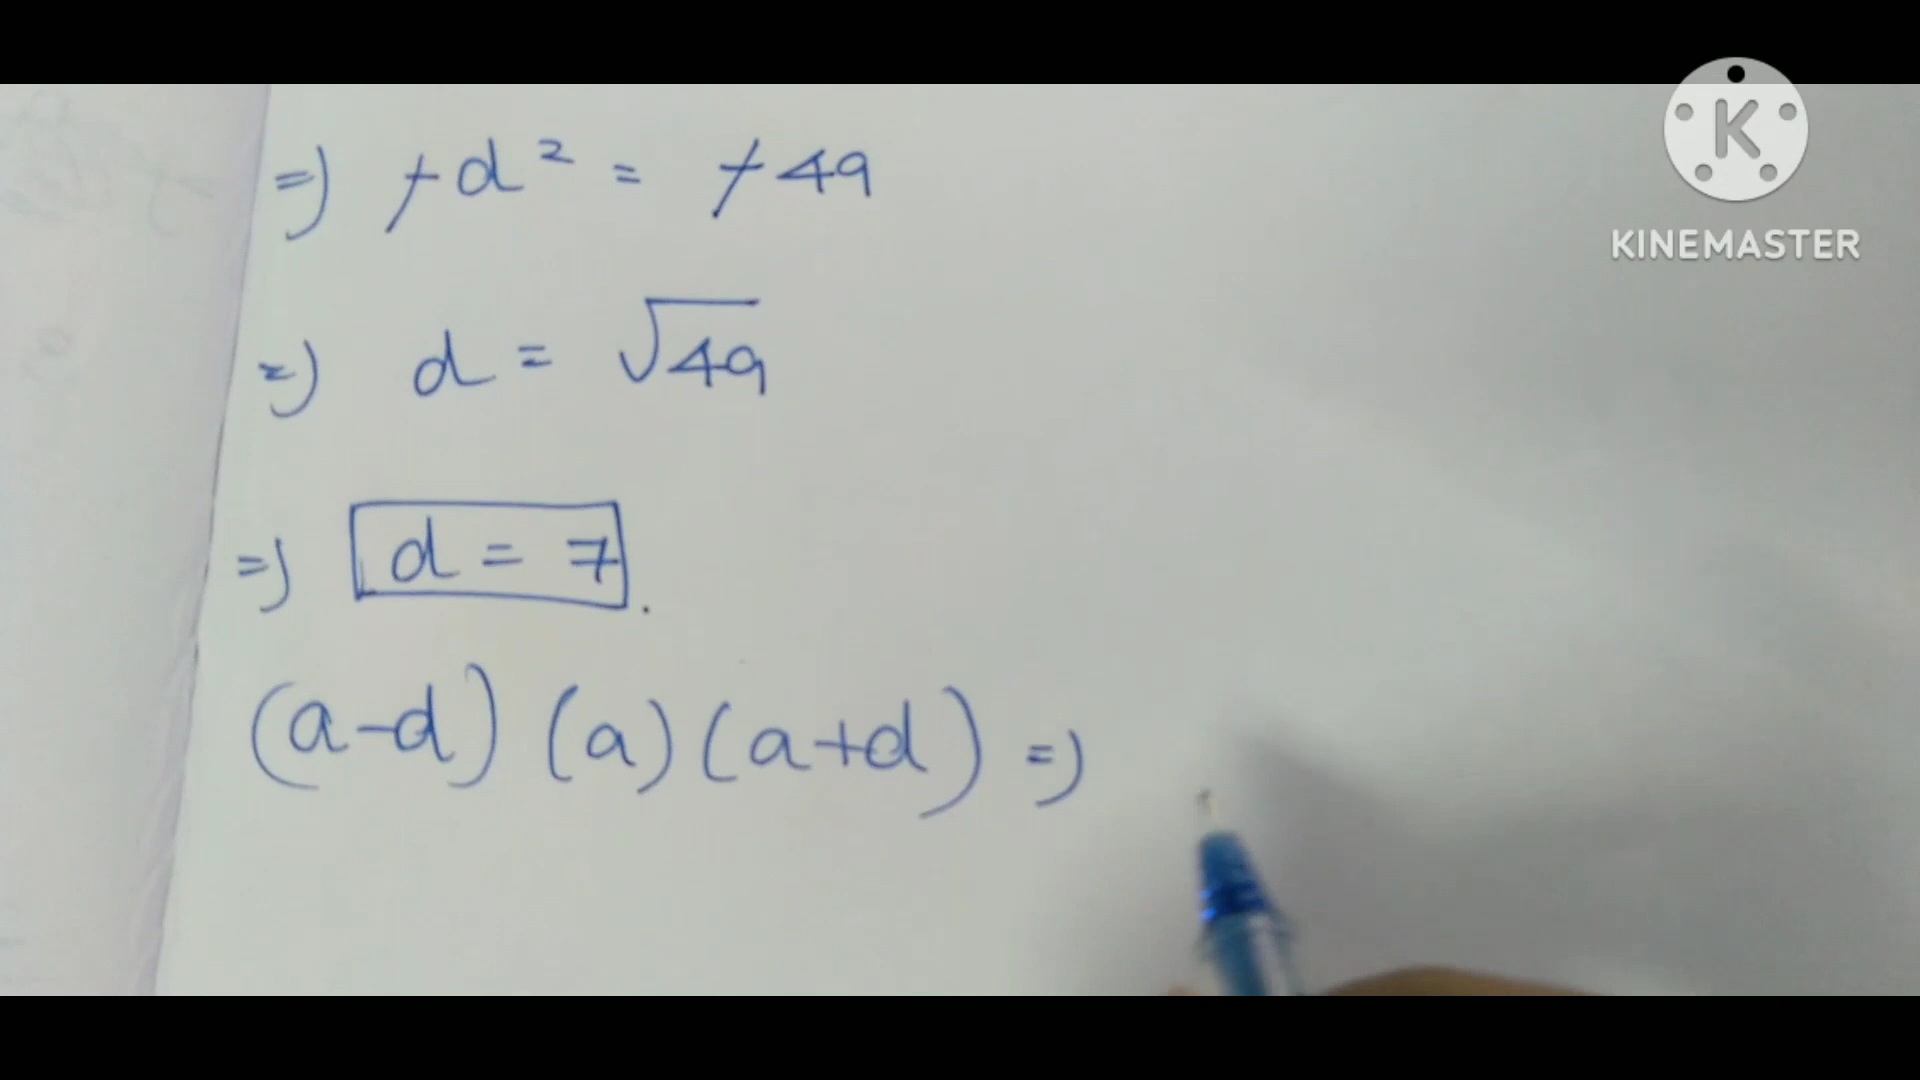 K
KINEMASTER
=) -d² = -49
=) d = √49
=) d = 7.
(a-d) (a) (a+d) =)